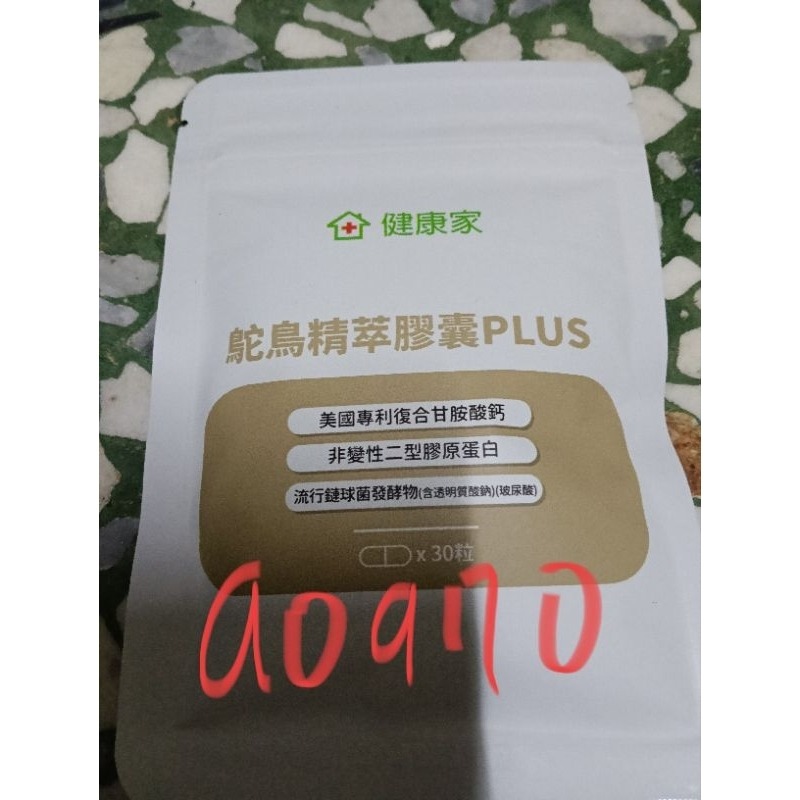 健康家
鴕鳥精萃膠囊PLUS
美國專利復合甘胺酸鈣
非變性二型膠原蛋白
流行鏈球菌發酵物(含透明質酸鈉)(玻尿酸)
x 30粒
aoano